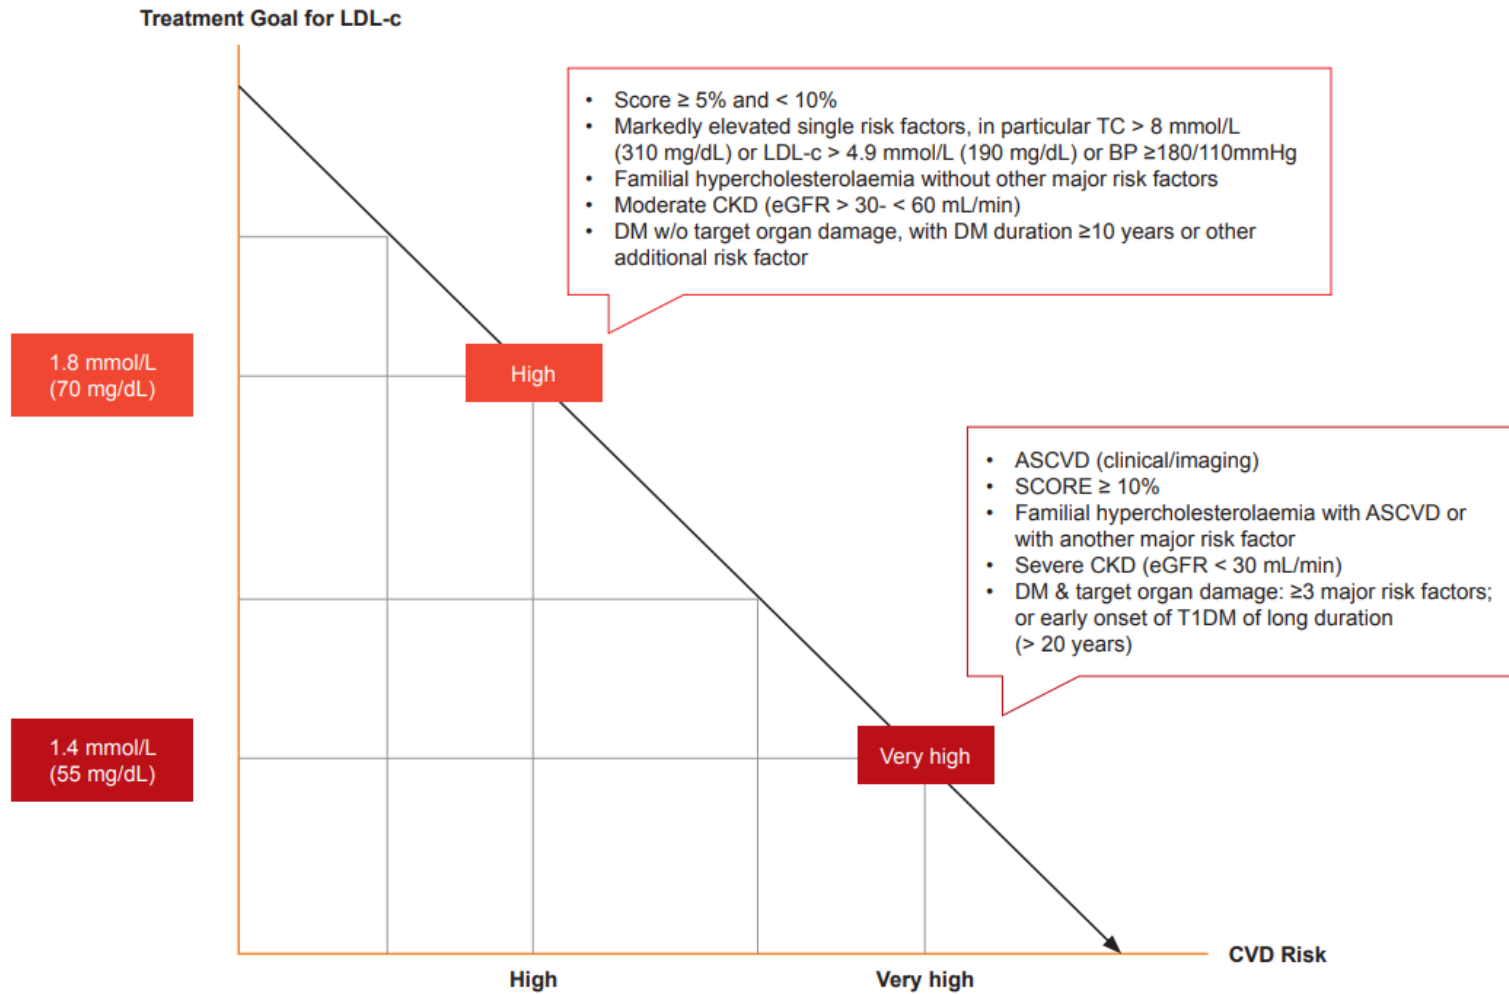 Treatment Goal for LDL-c
• Score ≥ 5% and < 10%
• Markedly elevated single risk factors, in particular TC > 8 mmol/L
(310 mg/dL) or LDL-c > 4.9 mmol/L (190 mg/dL) or BP ≥180/110mmHg
• Familial hypercholesterolaemia without other major risk factors
• Moderate CKD (eGFR > 30- < 60 mL/min)
• DM w/o target organ damage, with DM duration ≥10 years or other
additional risk factor
1.8 mmol/L
(70 mg/dL)
High
• ASCVD (clinical/imaging)
• SCORE ≥ 10%
• Familial hypercholesterolaemia with ASCVD or
with another major risk factor
• Severe CKD (eGFR < 30 mL/min)
• DM & target organ damage: ≥3 major risk factors;
or early onset of T1DM of long duration
(> 20 years)
1.4 mmol/L
(55 mg/dL)
Very high
CVD Risk
High
Very high